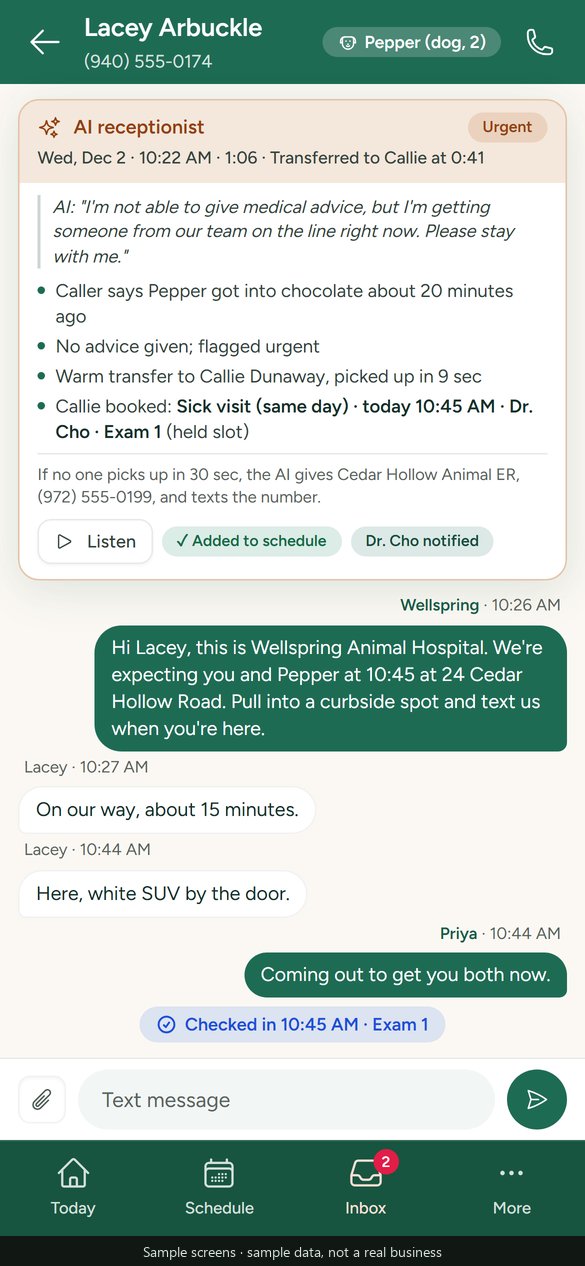 Lacey Arbuckle
(940) 555-0174
Pepper (dog, 2)
AI receptionist
Urgent
Wed, Dec 2 · 10:22 AM · 1:06 · Transferred to Callie at 0:41
AI: "I'm not able to give medical advice, but I'm getting
someone from our team on the line right now. Please stay
with me."
Caller says Pepper got into chocolate about 20 minutes
ago
No advice given; flagged urgent
Warm transfer to Callie Dunaway, picked up in 9 sec
Callie booked: Sick visit (same day) · today 10:45 AM · Dr.
Cho · Exam 1 (held slot)
If no one picks up in 30 sec, the AI gives Cedar Hollow Animal ER,
(972) 555-0199, and texts the number.
Listen
✓ Added to schedule
Dr. Cho notified
Wellspring · 10:26 AM
Hi Lacey, this is Wellspring Animal Hospital. We're
expecting you and Pepper at 10:45 at 24 Cedar
Hollow Road. Pull into a curbside spot and text us
when you're here.
Lacey · 10:27 AM
On our way, about 15 minutes.
Lacey · 10:44 AM
Here, white SUV by the door.
Priya · 10:44 AM
Coming out to get you both now.
Checked in 10:45 AM · Exam 1
Text message
Today
Schedule
2
Inbox
More
Sample screens · sample data, not a real business